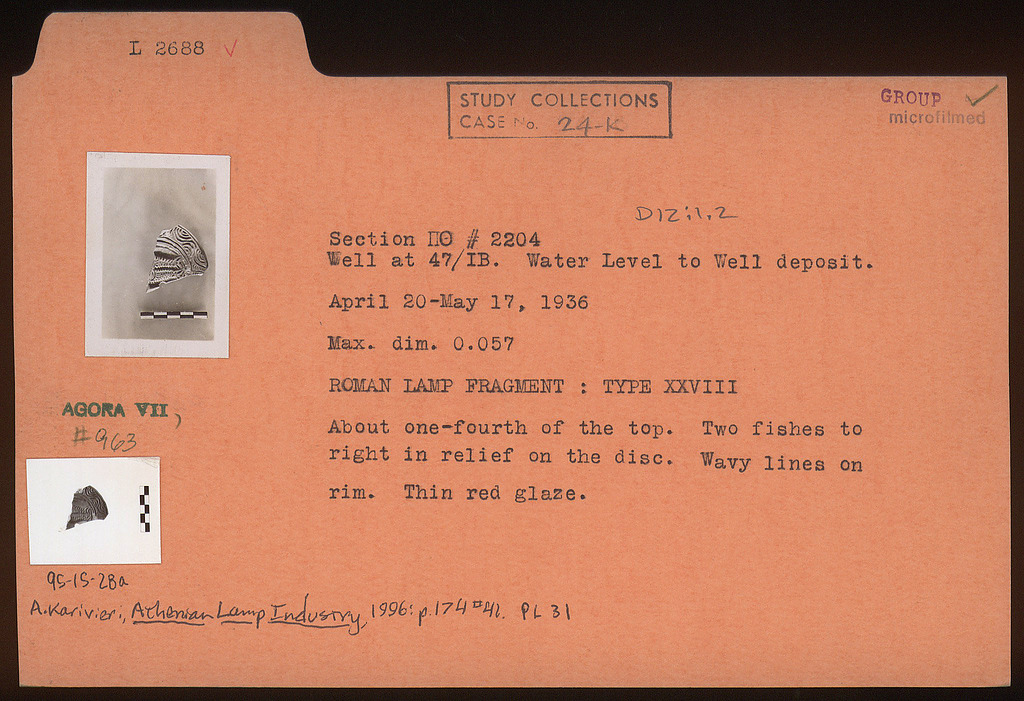 L 2688 √
STUDY COLLECTIONS
CASE No. 24-K
GROUP ✓
microfilmed
D12:1.2
Section ΠΘ # 2204
Well at 47/ΙΒ. Water Level to Well deposit.
April 20-May 17, 1936
Max. dim. 0.057
ROMAN LAMP FRAGMENT : TYPE XXVIII
About one-fourth of the top. Two fishes to
right in relief on the disc. Wavy lines on
rim. Thin red glaze.
AGORA VII,
#963
95-15-28a
A. Karivieri, Athenian Lamp Industry, 1996: p.174 #42. PL 31